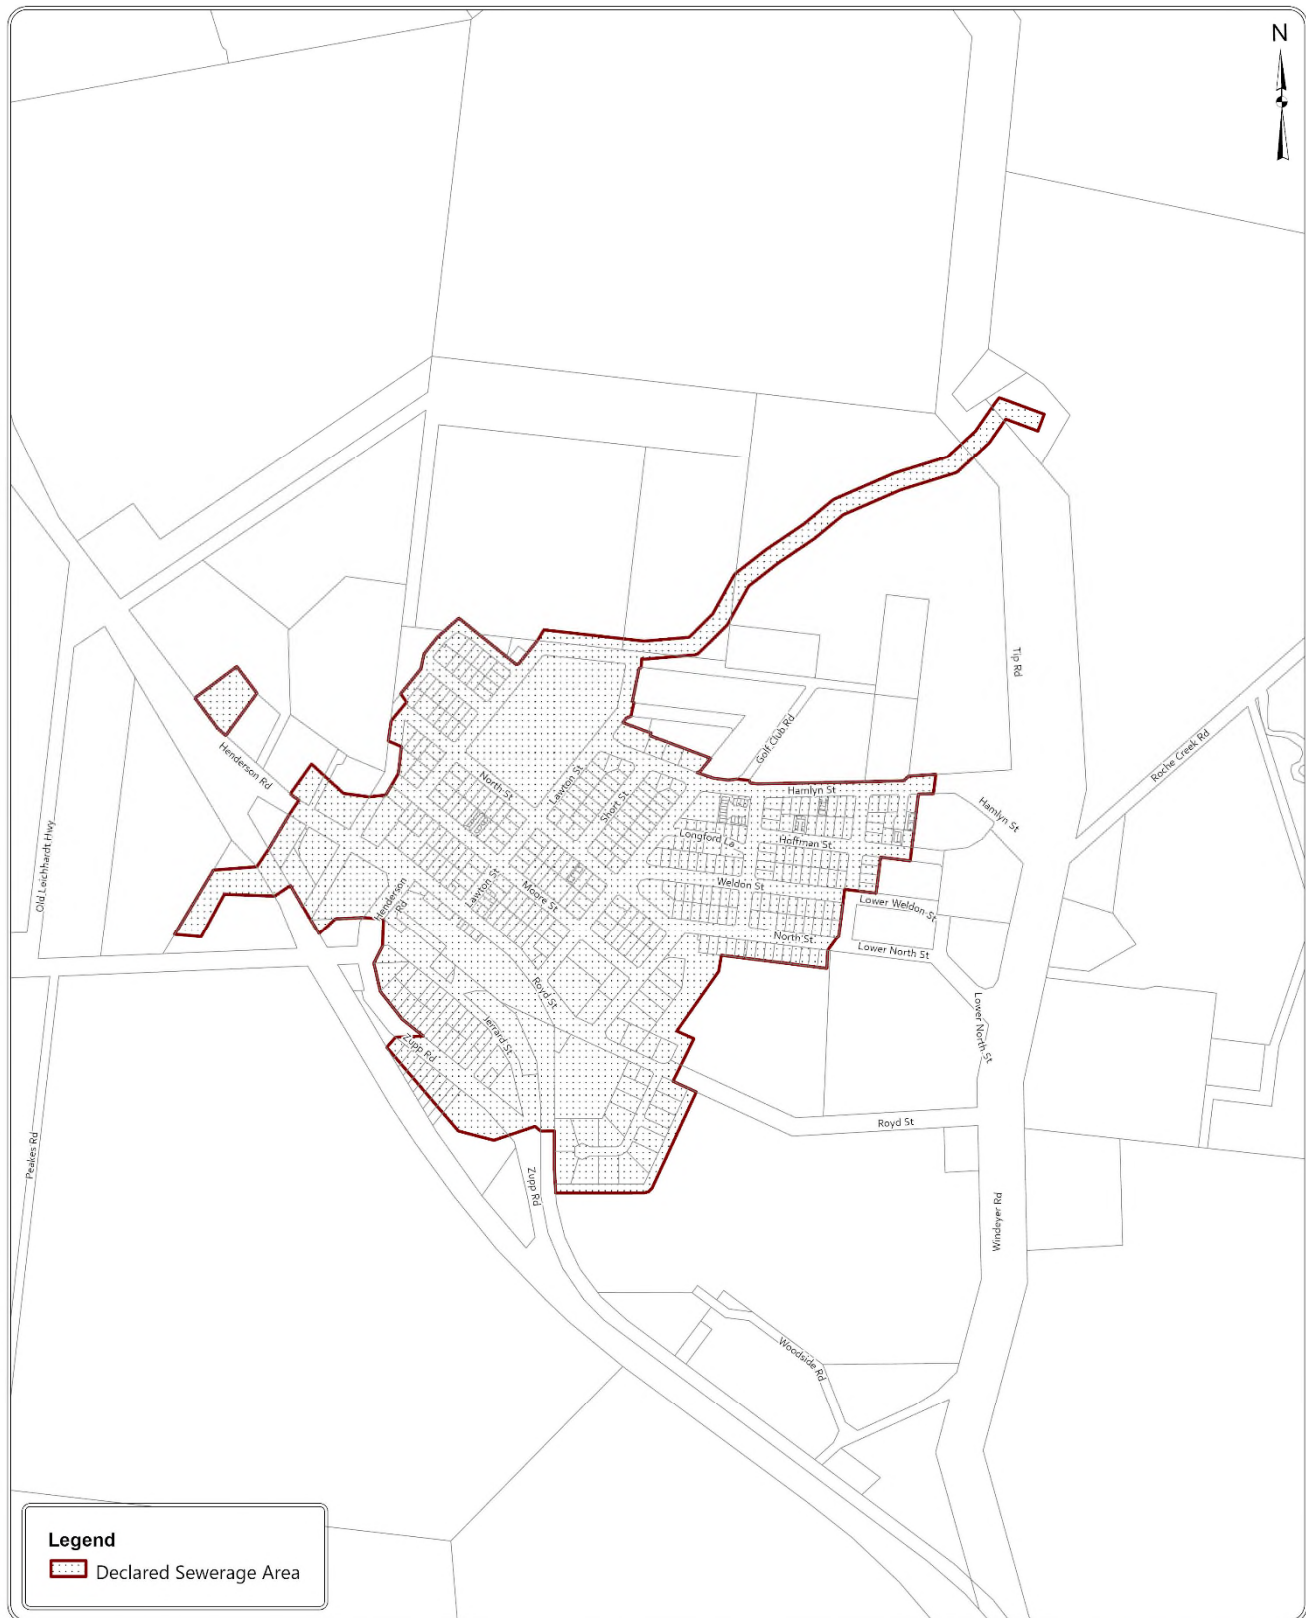 N
Tip Rd
Golf Club Rd
Roche Creek Rd
Henderson Rd
North St
Lawton St
Short St
Hamlyn St
Hamlyn St
Longford La
Hoffman St
Old Leichhardt Hwy
Henderson
Rd
Lawton St
Moore St
Weldon St
Lower Weldon St
North St
Lower North St
Royd St
Jerrard St
Zupp Rd
Lower North St
Royd St
Peakes Rd
Zupp Rd
Windeyer Rd
Woodside Rd
Legend
Declared Sewerage Area